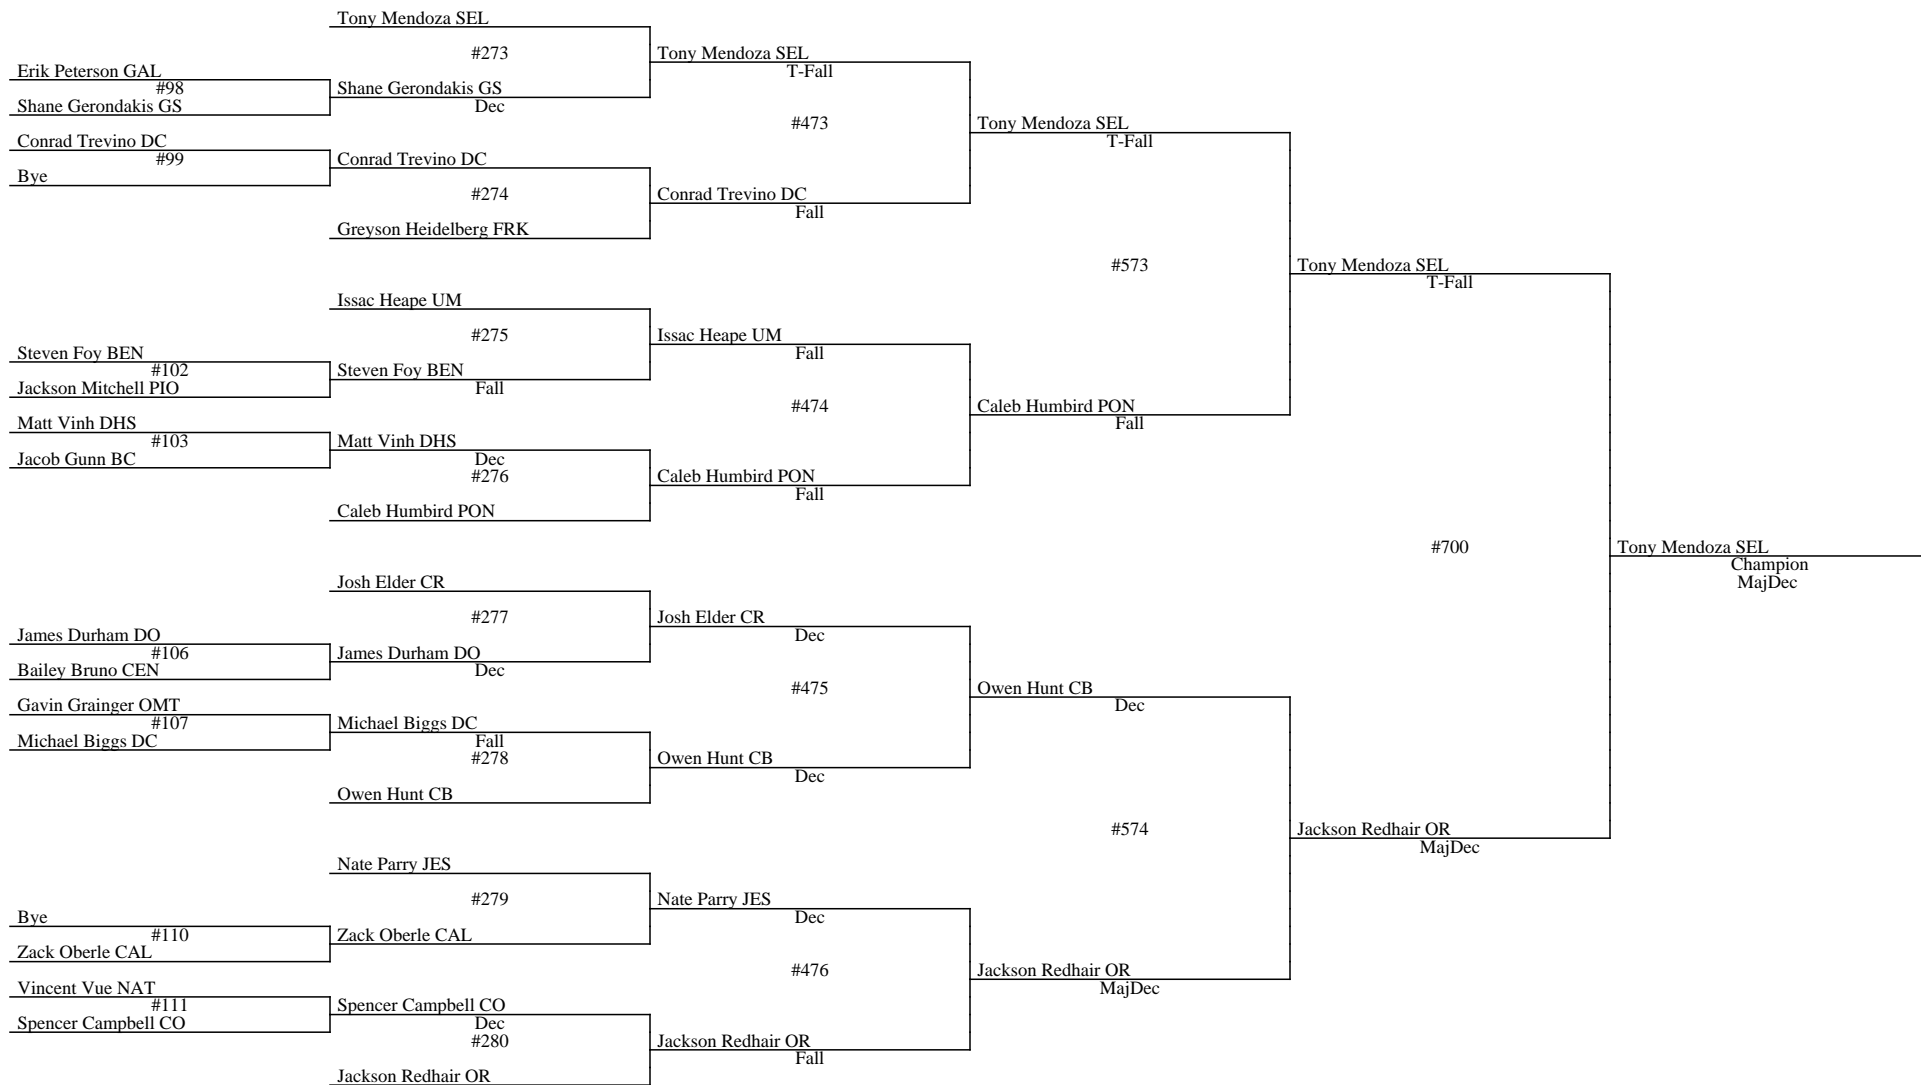 Tony Mendoza SEL
#273
Tony Mendoza SEL
T-Fall
Erik Peterson GAL
#98
Shane Gerondakis GS
Shane Gerondakis GS
Dec
#473
Tony Mendoza SEL
T-Fall
Conrad Trevino DC
#99
Bye
Conrad Trevino DC
#274
Conrad Trevino DC
Fall
Greyson Heidelberg FRK
#573
Tony Mendoza SEL
T-Fall
Issac Heape UM
#275
Issac Heape UM
Fall
Steven Foy BEN
#102
Jackson Mitchell PIO
Steven Foy BEN
Fall
#474
Caleb Humbird PON
Fall
Matt Vinh DHS
#103
Jacob Gunn BC
Matt Vinh DHS
Dec
#276
Caleb Humbird PON
Fall
Caleb Humbird PON
#700
Tony Mendoza SEL
Champion
MajDec
Josh Elder CR
#277
Josh Elder CR
Dec
James Durham DO
#106
Bailey Bruno CEN
James Durham DO
Dec
#475
Owen Hunt CB
Dec
Gavin Grainger OMT
#107
Michael Biggs DC
Michael Biggs DC
Fall
#278
Owen Hunt CB
Dec
Owen Hunt CB
#574
Jackson Redhair OR
MajDec
Nate Parry JES
#279
Nate Parry JES
Dec
Bye
#110
Zack Oberle CAL
Zack Oberle CAL
#476
Jackson Redhair OR
MajDec
Vincent Vue NAT
#111
Spencer Campbell CO
Spencer Campbell CO
Dec
#280
Jackson Redhair OR
Fall
Jackson Redhair OR